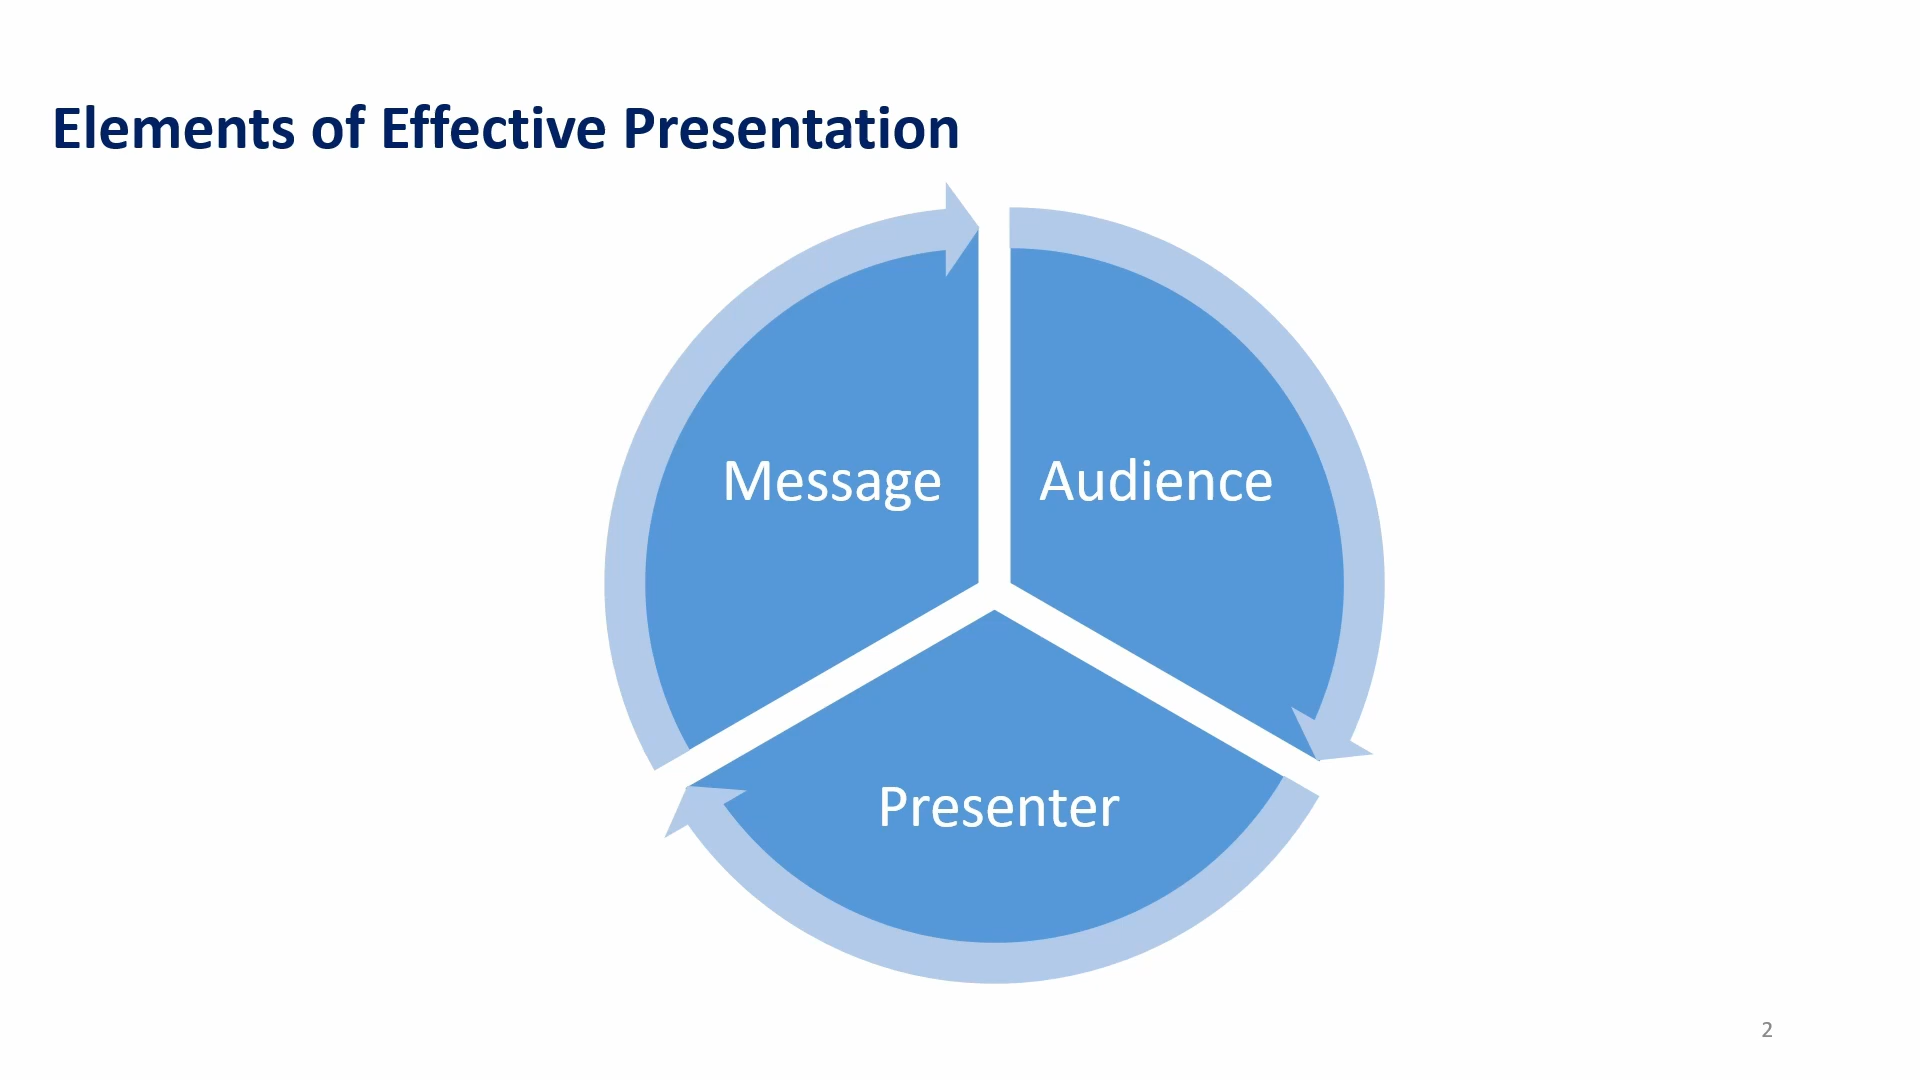 Elements of Effective Presentation
Message
Audience
Presenter
2